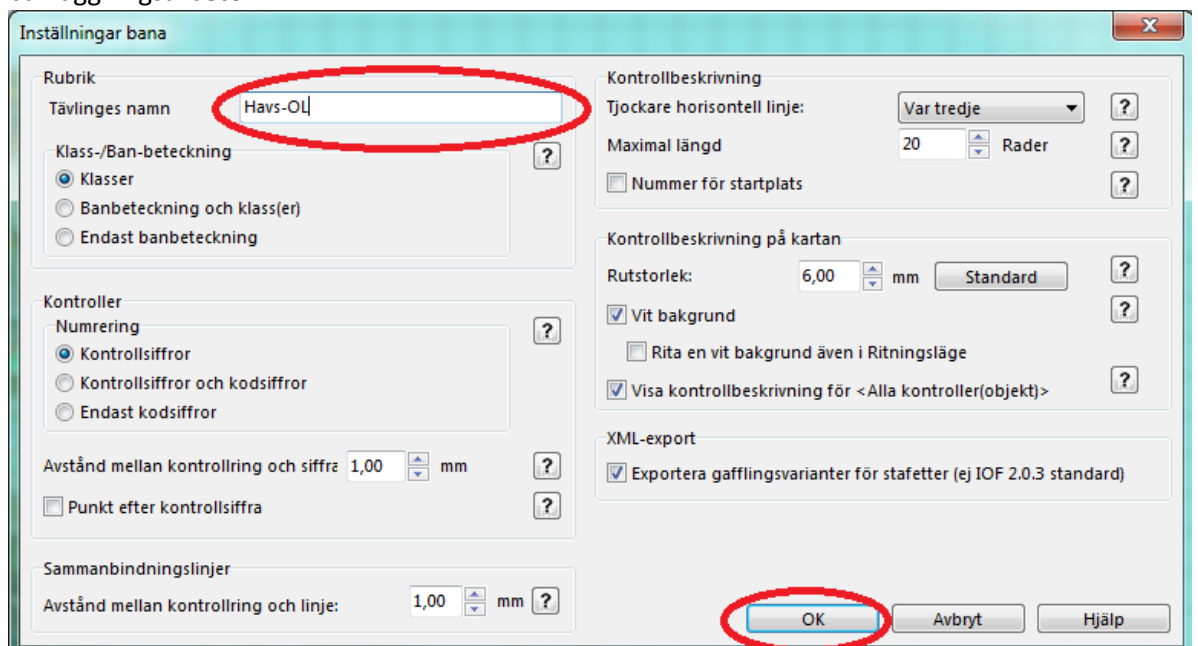 Inställningar bana
Rubrik
Tävlinges namn Havs-OL
Klass-/Ban-beteckning
?
Klasser
Banbeteckning och klass(er)
Endast banbeteckning
Kontroller
Numrering
?
Kontrollsiffror
Kontrollsiffror och kodsiffror
Endast kodsiffror
Avstånd mellan kontrollring och siffra 1,00 mm ?
Punkt efter kontrollsiffra ?
Sammanbindningslinjer
Avstånd mellan kontrollring och linje: 1,00 mm ?
Kontrollbeskrivning
Tjockare horisontell linje: Var tredje ?
Maximal längd 20 Rader ?
Nummer för startplats ?
Kontrollbeskrivning på kartan
Rutstorlek: 6,00 mm Standard ?
Vit bakgrund ?
Rita en vit bakgrund även i Ritningsläge
Visa kontrollbeskrivning för <Alla kontroller(objekt)> ?
XML-export
Exportera gafflingsvarianter för stafetter (ej IOF 2.0.3 standard)
OK Avbryt Hjälp